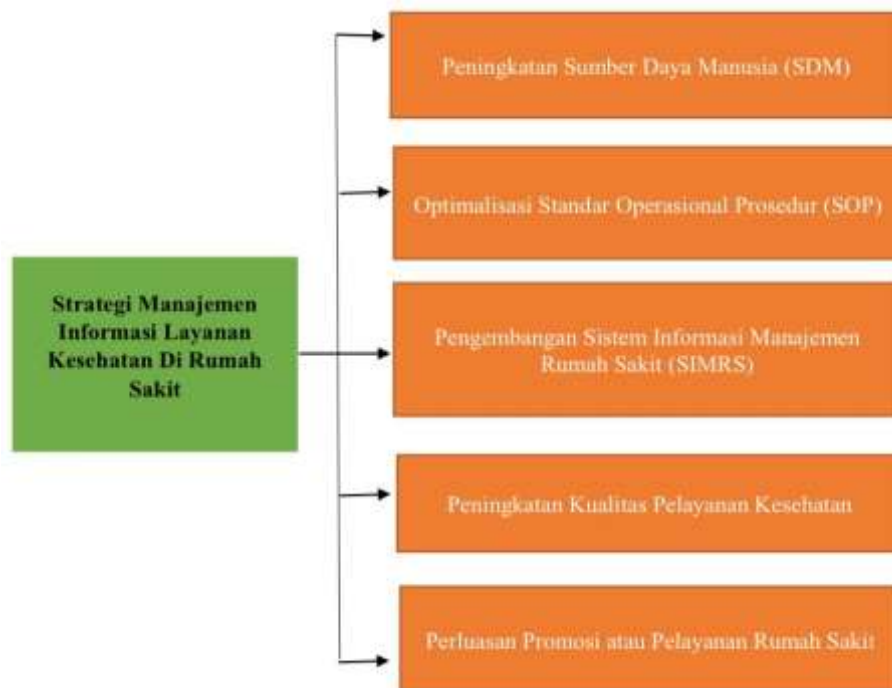 Peningkatan Sumber Daya Manusia (SDM)
Optimalisasi Standar Operasional Prosedur (SOP)
Strategi Manajemen
Informasi Layanan
Kesehatan Di Rumah
Sakit
Pengembangan Sistem Informasi Manajemen
Rumah Sakit (SIMRS)
Peningkatan Kualitas Pelayanan Kesehatan
Perluasan Promosi atau Pelayanan Rumah Sakit